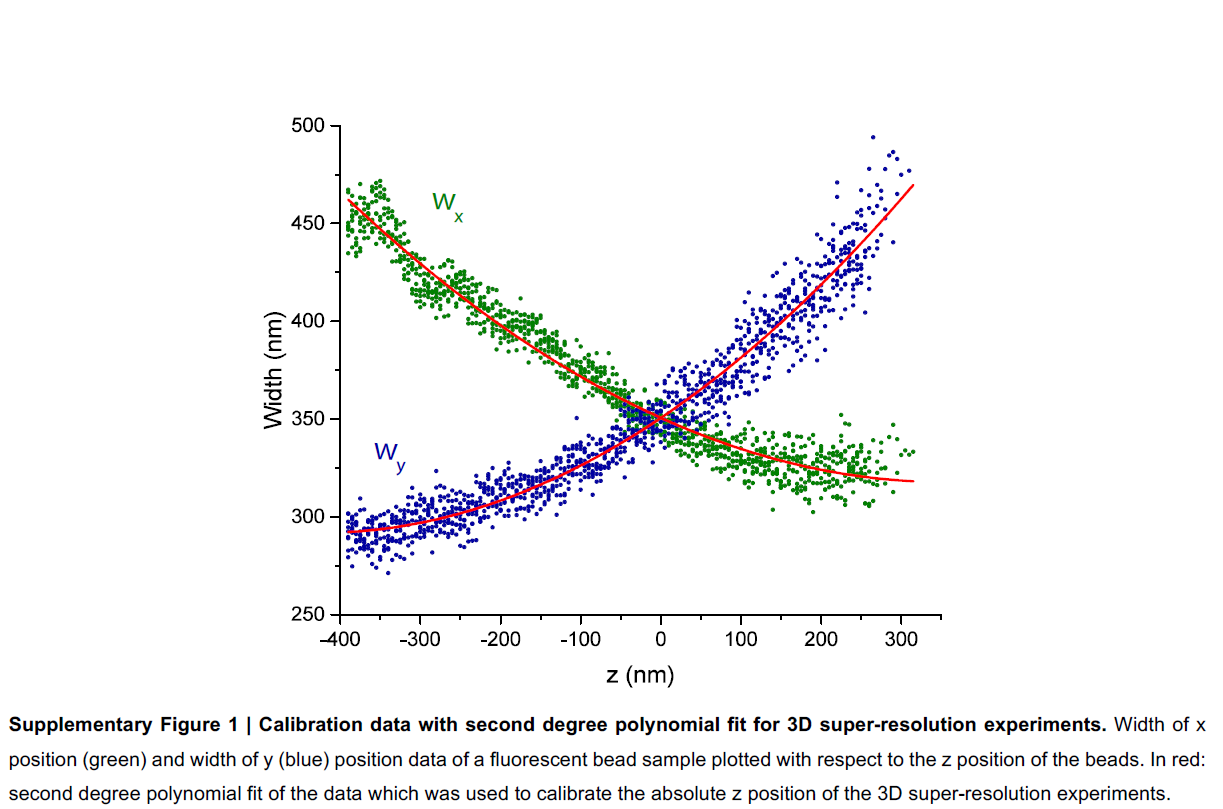 500
450
400
350
300
250
Width (nm)
Wx
Wy
-400 -300 -200 -100 0 100 200 300
z (nm)
Supplementary Figure 1 | Calibration data with second degree polynomial fit for 3D super-resolution experiments. Width of x
position (green) and width of y (blue) position data of a fluorescent bead sample plotted with respect to the z position of the beads. In red:
second degree polynomial fit of the data which was used to calibrate the absolute z position of the 3D super-resolution experiments.